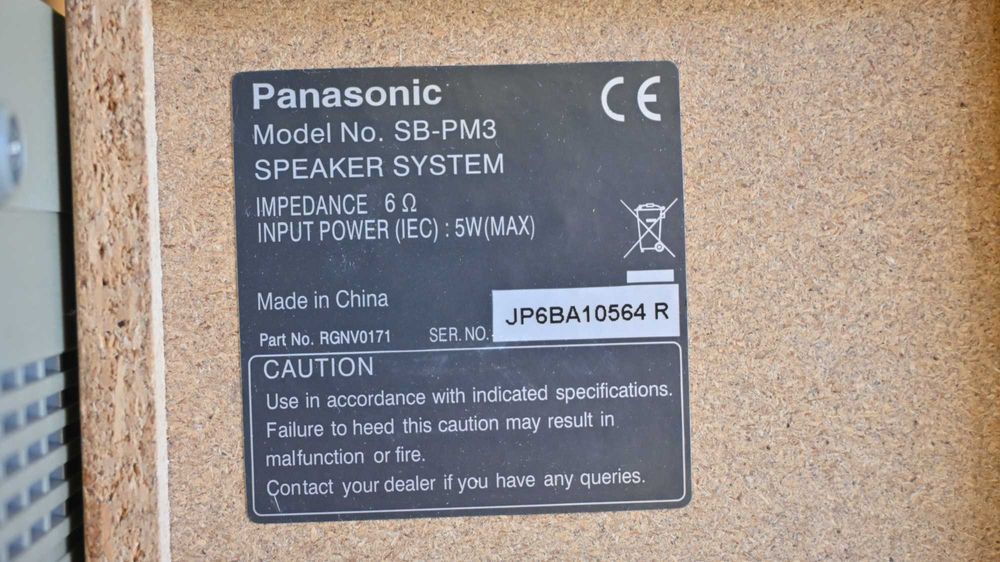 Panasonic
CE
Model No. SB-PM3
SPEAKER SYSTEM
IMPEDANCE 6 Ω
INPUT POWER (IEC) : 5W(MAX)
Made in China
Part No. RGNV0171 SER. NO. JP6BA10564 R
CAUTION
Use in accordance with indicated specifications.
Failure to heed this caution may result in
malfunction or fire.
Contact your dealer if you have any queries.